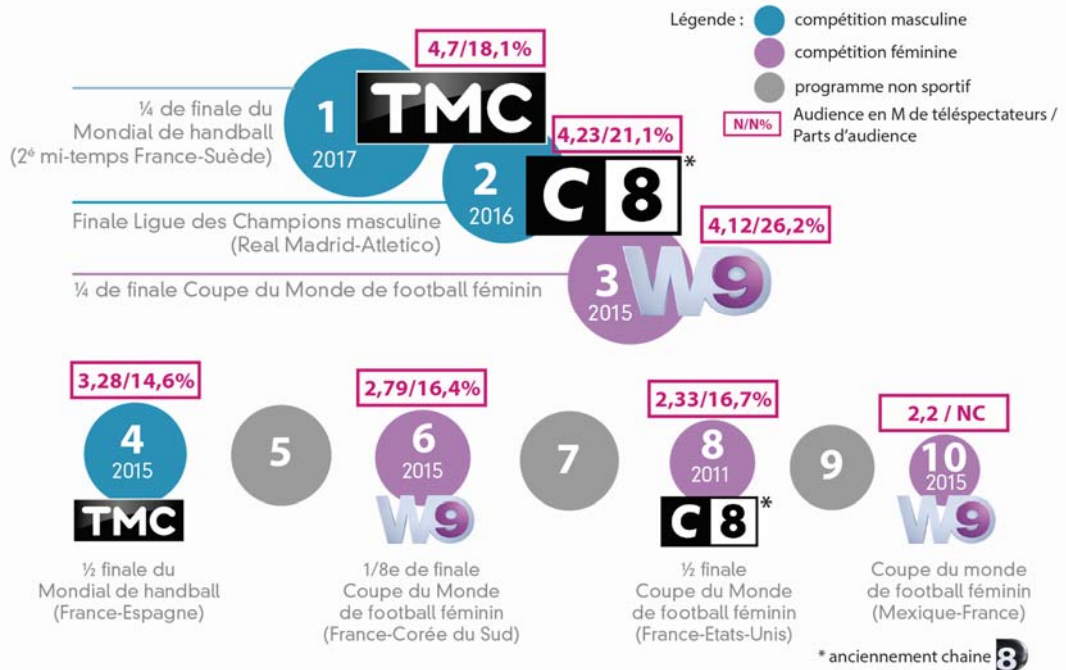 Légende :
compétition masculine
compétition féminine
programme non sportif
N/N%
Audience en M de téléspectateurs /
Parts d'audience
4,7/18,1%
1
2017
TMC
¼ de finale du
Mondial de handball
(2è mi-temps France-Suède)
4,23/21,1%
2
2016
C8*
Finale Ligue des Champions masculine
(Real Madrid-Atletico)
4,12/26,2%
3
2015
W9
¼ de finale Coupe du Monde de football féminin
3,28/14,6%
4
2015
TMC
½ finale du
Mondial de handball
(France-Espagne)
5
2,79/16,4%
6
2015
W9
1/8e de finale
Coupe du Monde
de football féminin
(France-Corée du Sud)
7
2,33/16,7%
8
2011
C8*
½ finale
Coupe du Monde
de football féminin
(France-Etats-Unis)
9
2,2 / NC
10
2015
W9
Coupe du monde
de football féminin
(Mexique-France)
* anciennement chaine D8